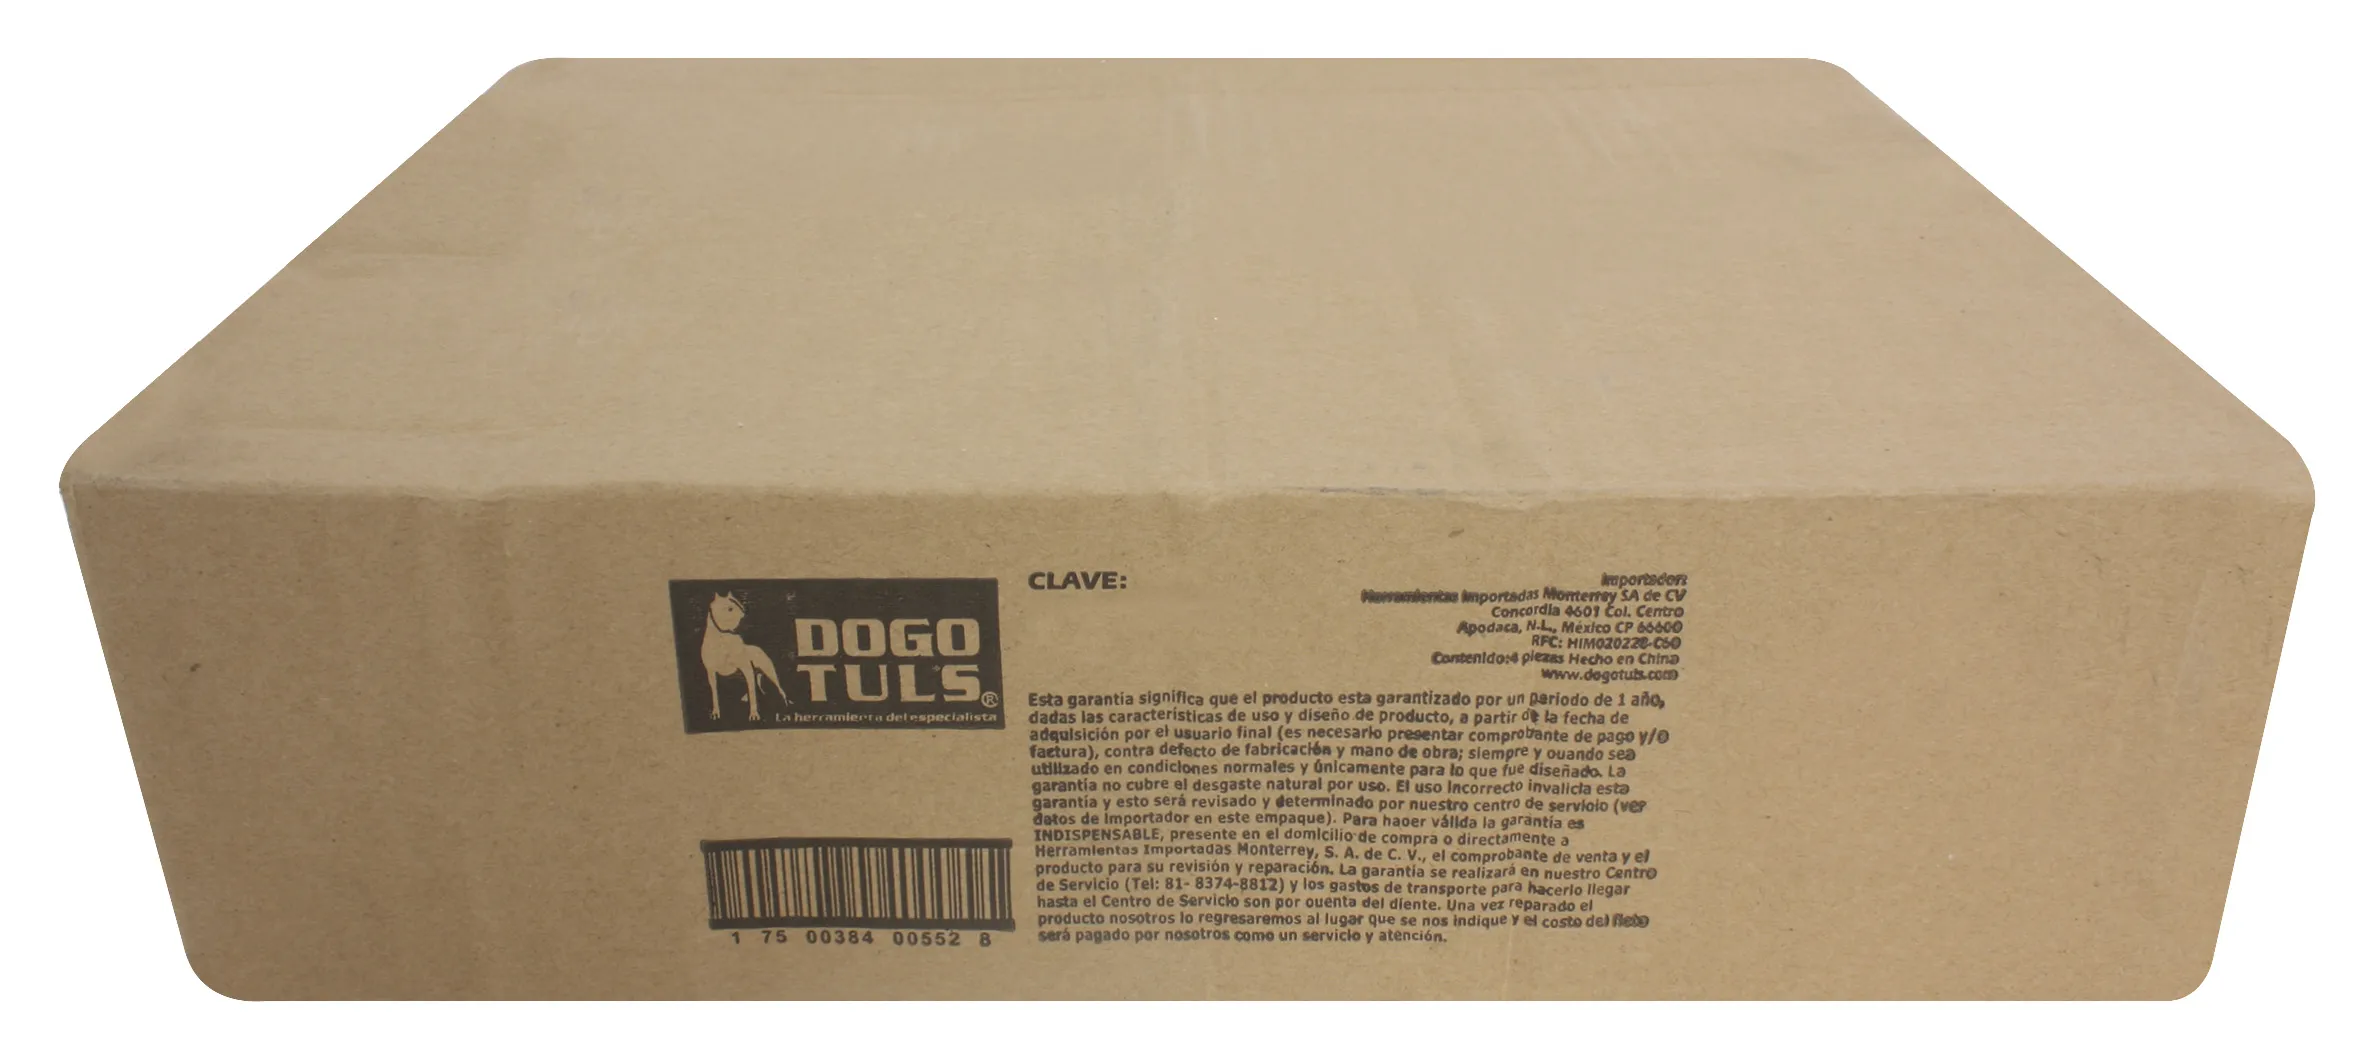 DOGO
TULS®
La herramienta del especialista
CLAVE:
Importador:
Herramientas Importadas Monterrey SA de CV
Concordia 4601 Col. Centro
Apodaca, N.L., México CP 66600
RFC: HIM020228-C60
Contenido:4 piezas Hecho en China
www.dogotuls.com
Esta garantía significa que el producto esta garantizado por un periodo de 1 año,
dadas las características de uso y diseño de producto, a partir de la fecha de
adquisición por el usuario final (es necesario presentar comprobante de pago y/o
factura), contra defecto de fabricación y mano de obra; siempre y cuando sea
utilizado en condiciones normales y únicamente para lo que fue diseñado. La
garantía no cubre el desgaste natural por uso. El uso incorrecto invalida esta
garantía y esto será revisado y determinado por nuestro centro de servicio (ver
datos de Importador en este empaque). Para hacer válida la garantía es
INDISPENSABLE, presente en el domicilio de compra o directamente a
Herramientas Importadas Monterrey, S. A. de C. V., el comprobante de venta y el
producto para su revisión y reparación. La garantía se realizará en nuestro Centro
de Servicio (Tel: 81- 8374-8812) y los gastos de transporte para hacerlo llegar
hasta el Centro de Servicio son por cuenta del cliente. Una vez reparado el
producto nosotros lo regresaremos al lugar que se nos indique y el costo del flete
será pagado por nosotros como un servicio y atención.
1 75 00384 00552 8